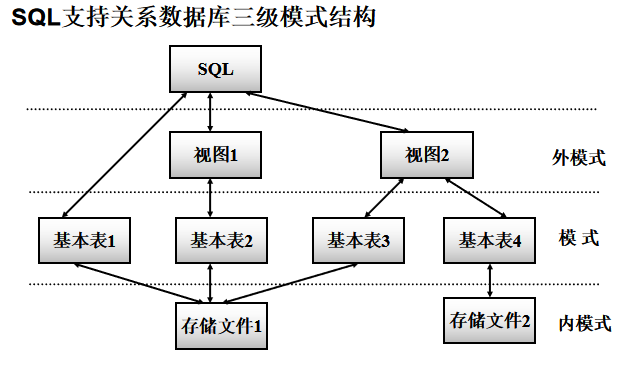 SQL支持关系数据库三级模式结构
SQL
视图1
视图2
外模式
基本表1
基本表2
基本表3
基本表4
模 式
存储文件1
存储文件2
内模式